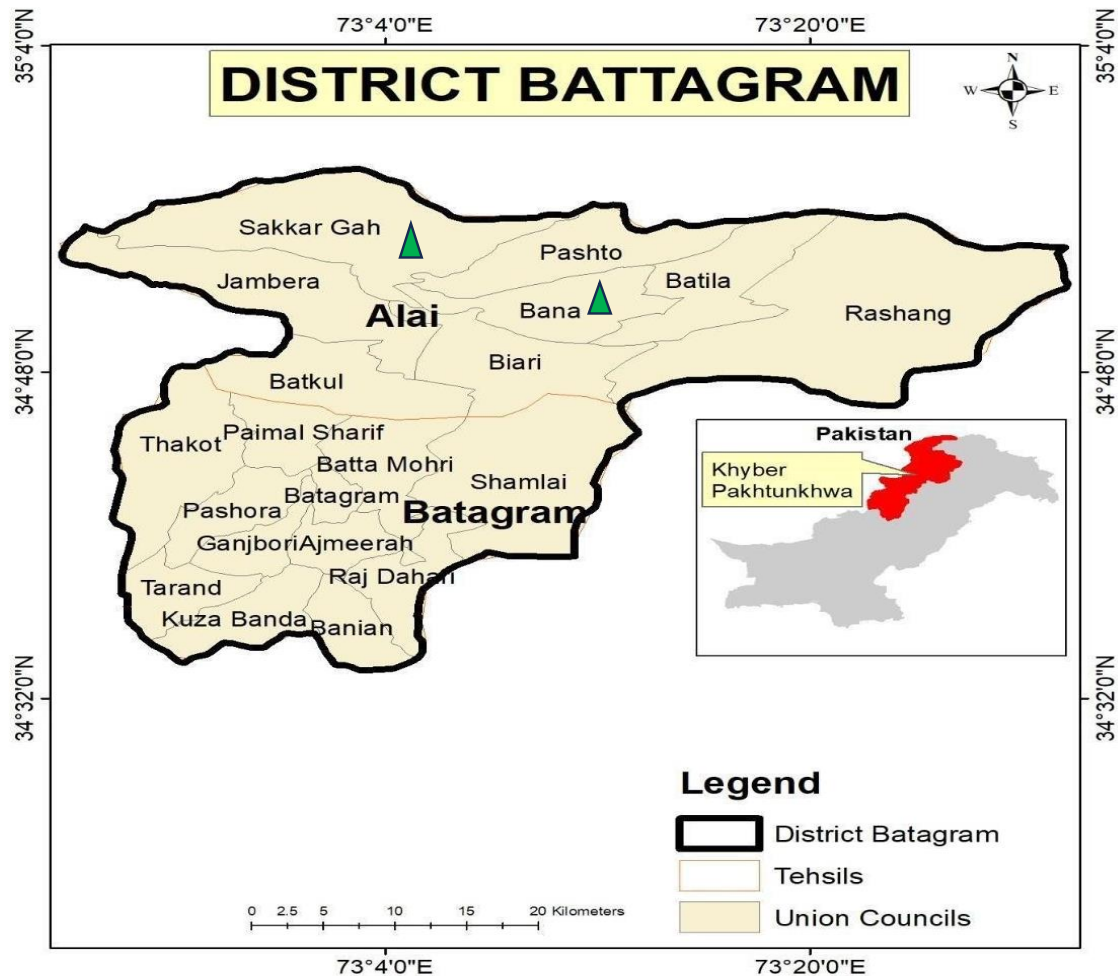 73°4'0"E 73°20'0"E
35°4'0"N 35°4'0"N
DISTRICT BATTAGRAM
N
W E
S
Sakkar Gah
Pashto
Jambera
Batila
Bana
Alai
Rashang
Biari
34°48'0"N 34°48'0"N
Batkul
Thakot
Paimal Sharif
Batta Mohri
Shamlai
Batagram
Pashora
Batagram
Ganjbori
Ajmeerah
Raj Dahari
Tarand
Kuza Banda
Banian
Pakistan
Khyber
Pakhtunkhwa
34°32'0"N 34°32'0"N
Legend
District Batagram
Tehsils
Union Councils
0 2.5 5 10 15 20 Kilometers
73°4'0"E 73°20'0"E